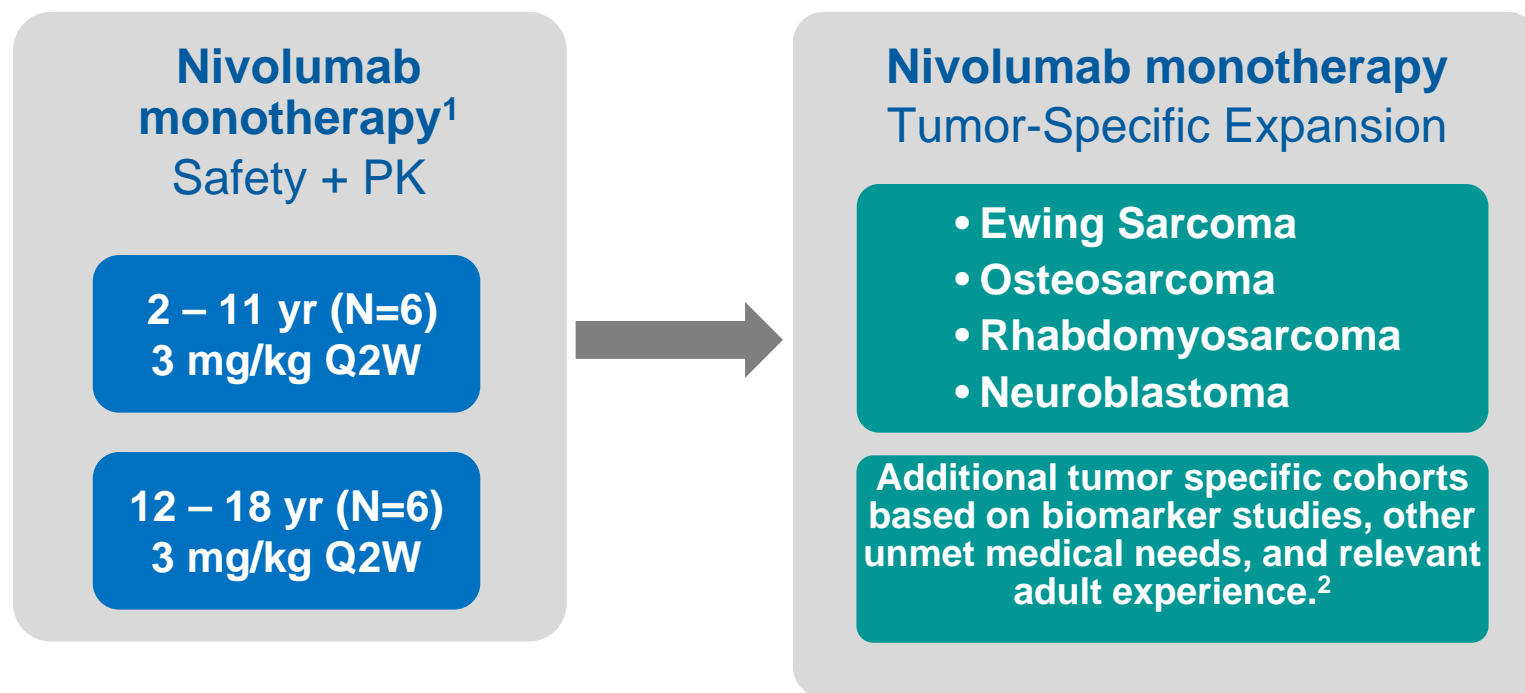 Nivolumab
monotherapy1
Safety + PK
2 – 11 yr (N=6)
3 mg/kg Q2W
12 – 18 yr (N=6)
3 mg/kg Q2W
Nivolumab monotherapy
Tumor-Specific Expansion
• Ewing Sarcoma
• Osteosarcoma
• Rhabdomyosarcoma
• Neuroblastoma
Additional tumor specific cohorts
based on biomarker studies, other
unmet medical needs, and relevant
adult experience.2